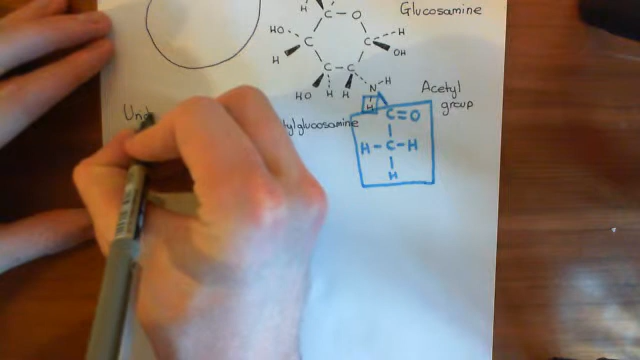 Glucosamine
H
C - O
HO C C H
H OH
C - C
HO H H N - H
H
Acetyl
group
C = O
H - C - H
H